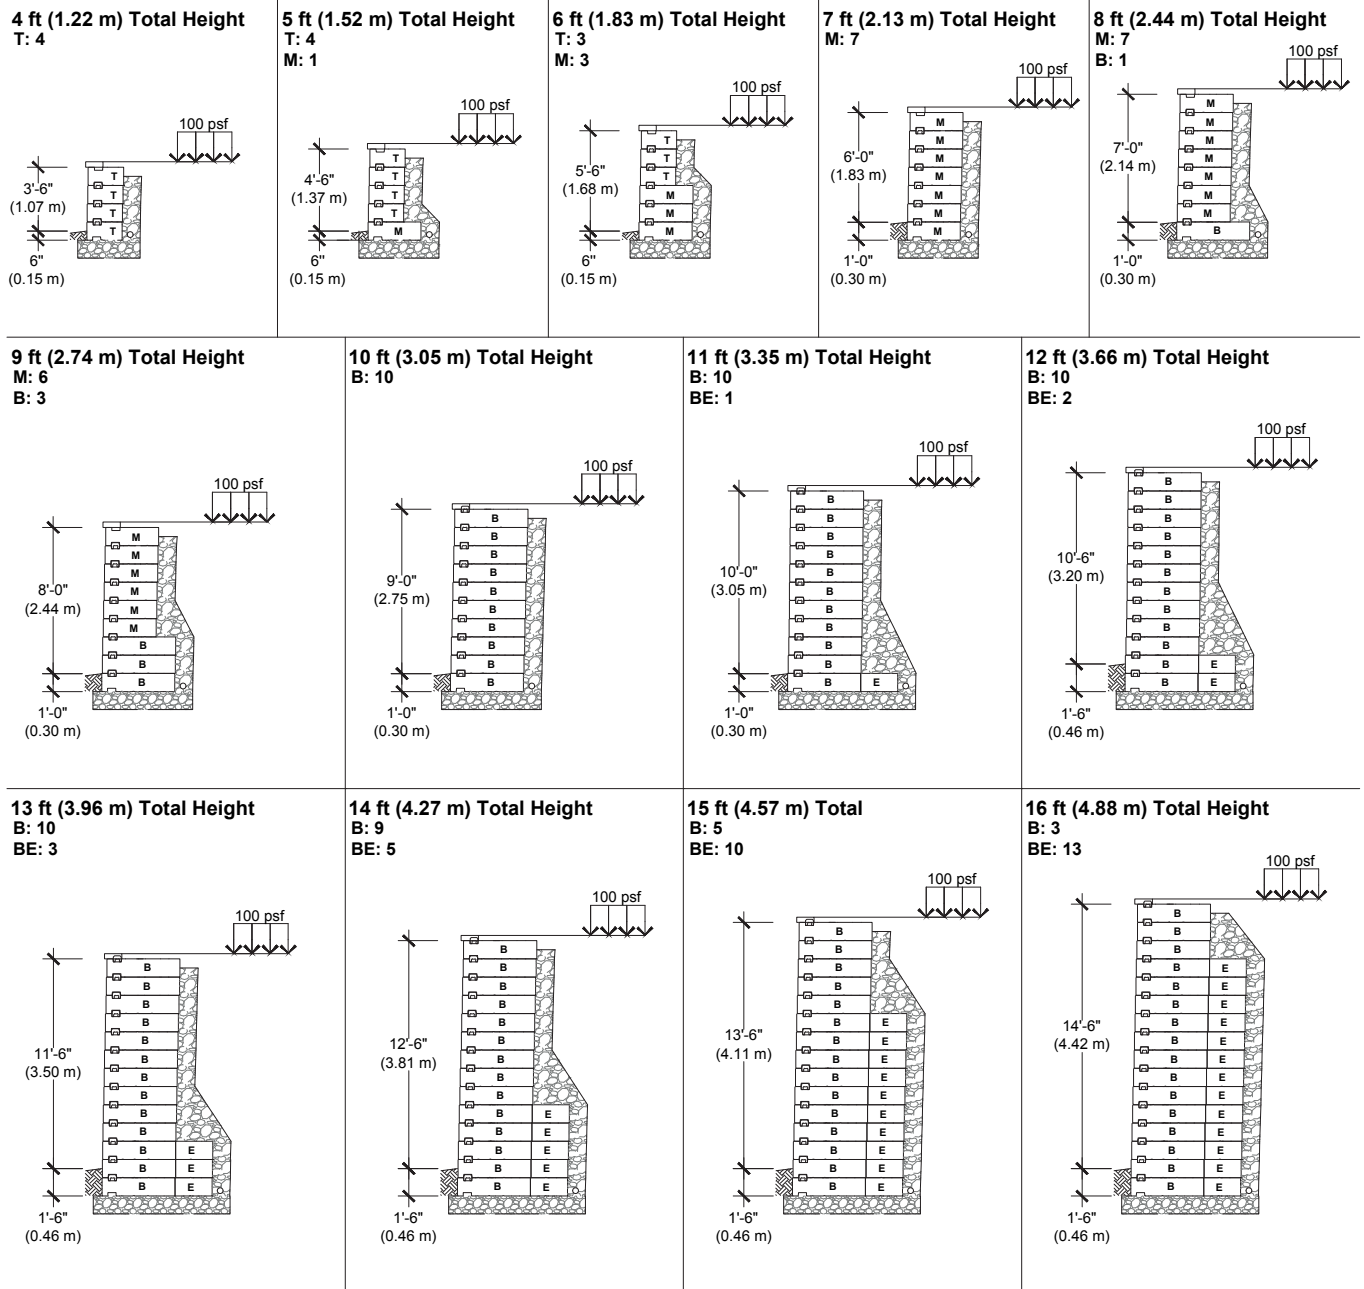 4 ft (1.22 m) Total Height
T: 4
100 psf
3'-6"
(1.07 m)
T
T
T
T
6"
(0.15 m)
5 ft (1.52 m) Total Height
T: 4
M: 1
100 psf
4'-6"
(1.37 m)
T
T
T
T
M
6"
(0.15 m)
6 ft (1.83 m) Total Height
T: 3
M: 3
100 psf
5'-6"
(1.68 m)
T
T
T
M
M
M
6"
(0.15 m)
7 ft (2.13 m) Total Height
M: 7
100 psf
6'-0"
(1.83 m)
M
M
M
M
M
M
M
1'-0"
(0.30 m)
8 ft (2.44 m) Total Height
M: 7
B: 1
100 psf
7'-0"
(2.14 m)
M
M
M
M
M
M
M
B
1'-0"
(0.30 m)
9 ft (2.74 m) Total Height
M: 6
B: 3
100 psf
8'-0"
(2.44 m)
M
M
M
M
M
M
B
B
B
1'-0"
(0.30 m)
10 ft (3.05 m) Total Height
B: 10
100 psf
9'-0"
(2.75 m)
B
B
B
B
B
B
B
B
B
B
1'-0"
(0.30 m)
11 ft (3.35 m) Total Height
B: 10
BE: 1
100 psf
10'-0"
(3.05 m)
B
B
B
B
B
B
B
B
B
B
B E
1'-0"
(0.30 m)
12 ft (3.66 m) Total Height
B: 10
BE: 2
100 psf
10'-6"
(3.20 m)
B
B
B
B
B
B
B
B
B
B
B E
B E
1'-6"
(0.46 m)
13 ft (3.96 m) Total Height
B: 10
BE: 3
100 psf
11'-6"
(3.50 m)
B
B
B
B
B
B
B
B
B
B
B E
B E
B E
1'-6"
(0.46 m)
14 ft (4.27 m) Total Height
B: 9
BE: 5
100 psf
12'-6"
(3.81 m)
B
B
B
B
B
B
B
B
B
B E
B E
B E
B E
B E
1'-6"
(0.46 m)
15 ft (4.57 m) Total
B: 5
BE: 10
100 psf
13'-6"
(4.11 m)
B
B
B
B
B
B E
B E
B E
B E
B E
B E
B E
B E
B E
B E
1'-6"
(0.46 m)
16 ft (4.88 m) Total Height
B: 3
BE: 13
100 psf
14'-6"
(4.42 m)
B
B
B
B E
B E
B E
B E
B E
B E
B E
B E
B E
B E
B E
B E
B E
1'-6"
(0.46 m)